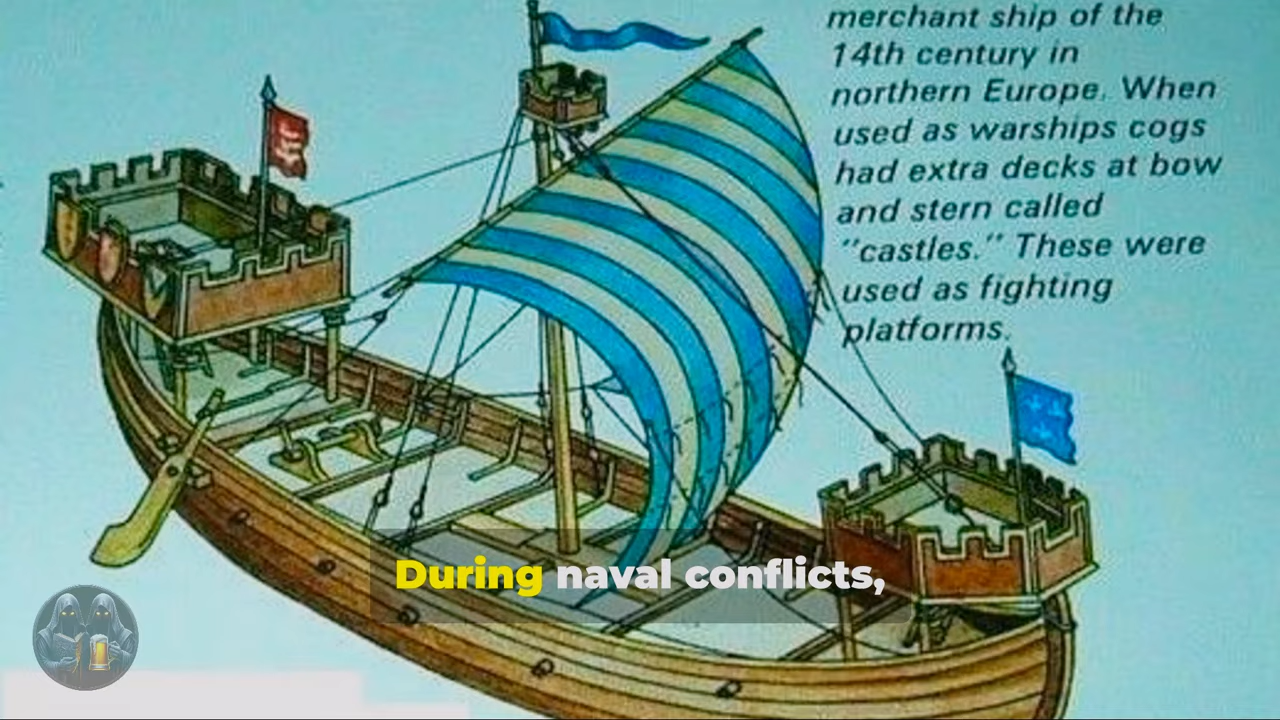 merchant ship of the
14th century in
northern Europe. When
used as warships cogs
had extra decks at bow
and stern called
"castles." These were
used as fighting
platforms.
During naval conflicts,